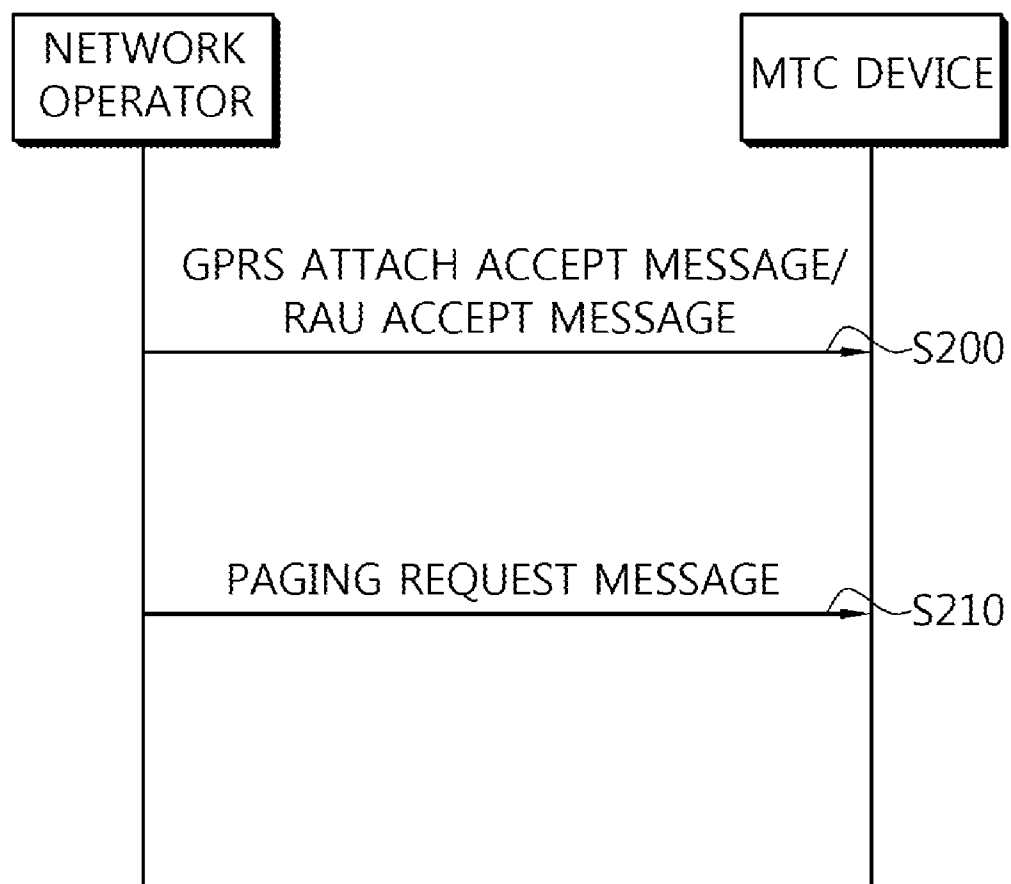 NETWORK
OPERATOR
MTC DEVICE
GPRS ATTACH ACCEPT MESSAGE/
RAU ACCEPT MESSAGE
S200
PAGING REQUEST MESSAGE
S210